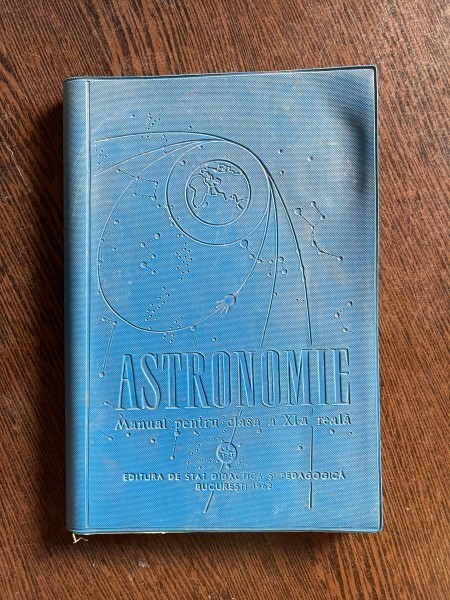 ASTRONOMIE
Manual pentru clasa a XI-a reală
EDITURA DE STAT DIDACTICĂ ȘI PEDAGOGICĂ
BUCUREȘTI-1962